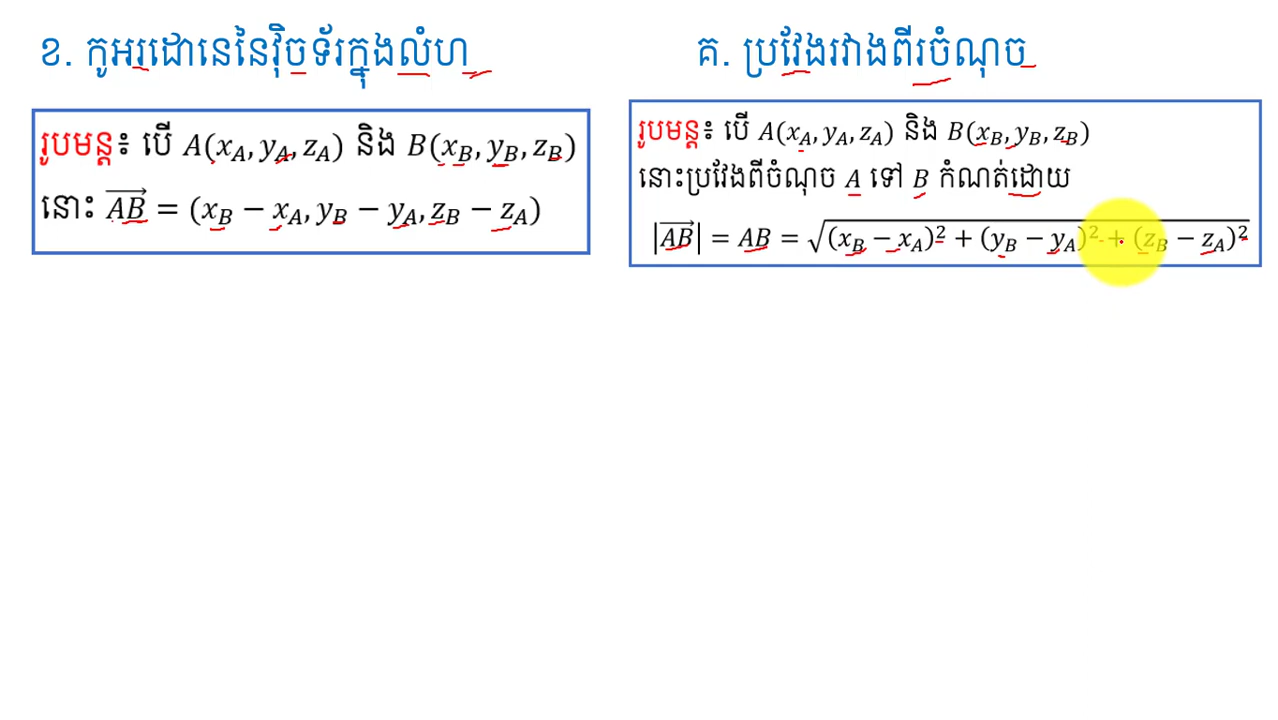 ខ. កូអរដោនេនៃវ៉ិចទ័រក្នុងលំហ
រូបមន្ត៖ បើ A(x_A, y_A, z_A) និង B(x_B, y_B, z_B)
នោះ \overrightarrow{AB} = (x_B − x_A, y_B − y_A, z_B − z_A)
គ. ប្រវែងរវាងពីរចំណុច
រូបមន្ត៖ បើ A(x_A, y_A, z_A) និង B(x_B, y_B, z_B)
នោះប្រវែងពីចំណុច A ទៅ B កំណត់ដោយ
|\overrightarrow{AB}| = AB = √((x_B − x_A)² + (y_B − y_A)² + (z_B − z_A)²)